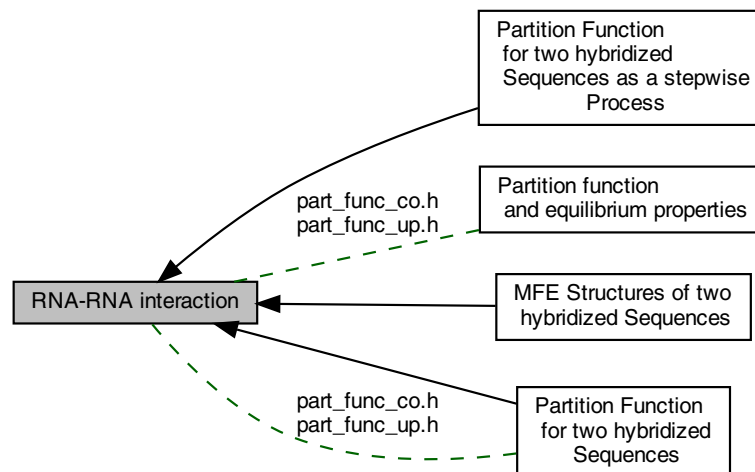 Partition Function
for two hybridized
Sequences as a stepwise
Process
part_func_co.h
part_func_up.h
Partition function
and equilibrium properties
RNA-RNA interaction
MFE Structures of two
hybridized Sequences
part_func_co.h
part_func_up.h
Partition Function
for two hybridized
Sequences